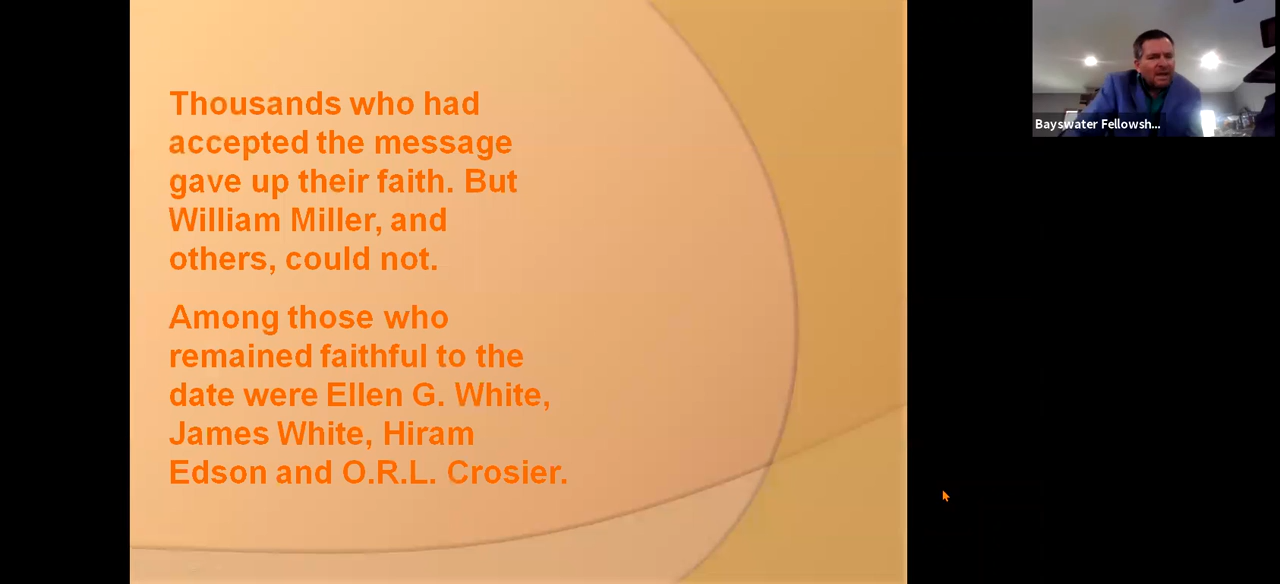 Thousands who had
accepted the message
gave up their faith. But
William Miller, and
others, could not.
Among those who
remained faithful to the
date were Ellen G. White,
James White, Hiram
Edson and O.R.L. Crosier.
Bayswater Fellowsh...